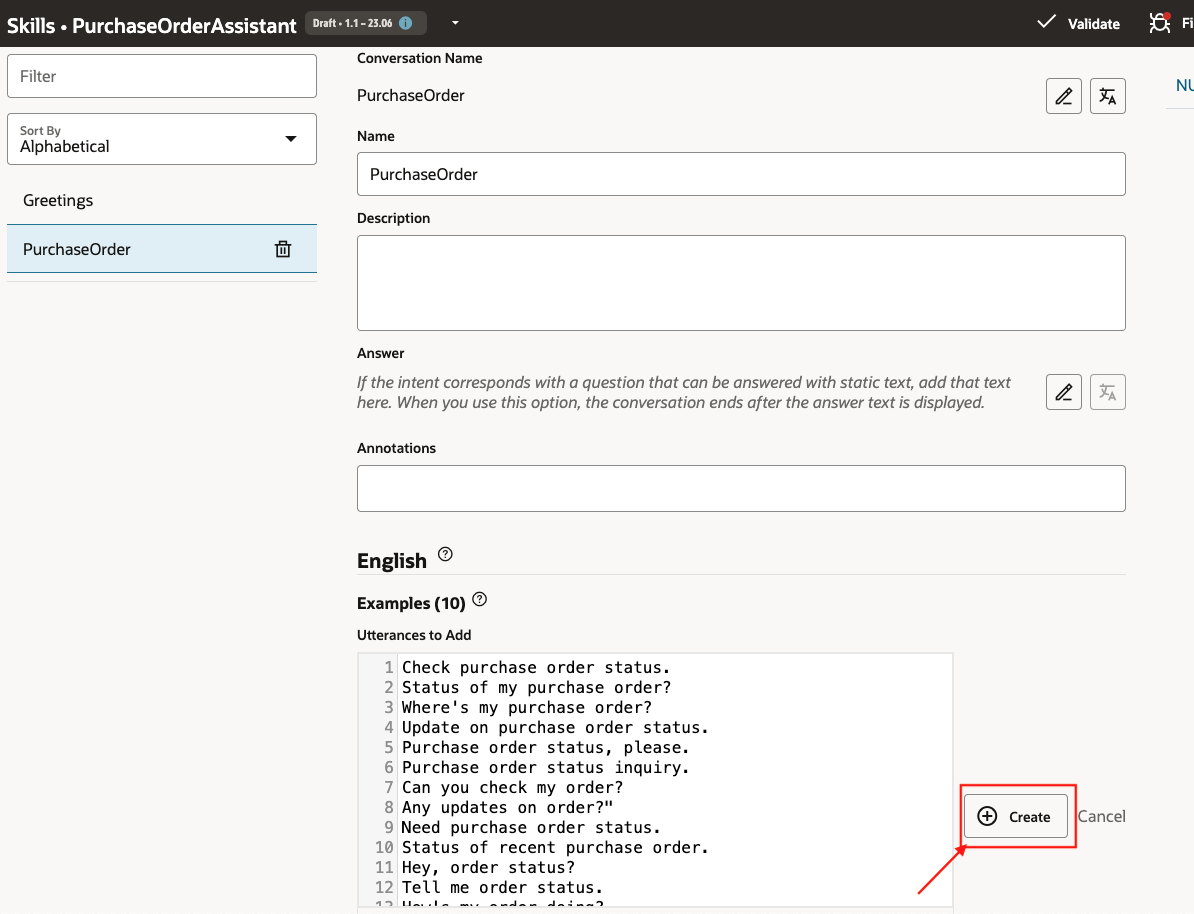 Skills • PurchaseOrderAssistant
Draft • 1.1 – 23.06
Validate
Fi
Filter
Sort By
Alphabetical
Greetings
PurchaseOrder
Conversation Name
PurchaseOrder
NU
Name
PurchaseOrder
Description
Answer
If the intent corresponds with a question that can be answered with static text, add that text
here. When you use this option, the conversation ends after the answer text is displayed.
Annotations
English
Examples (10)
Utterances to Add
1 Check purchase order status.
2 Status of my purchase order?
3 Where's my purchase order?
4 Update on purchase order status.
5 Purchase order status, please.
6 Purchase order status inquiry.
7 Can you check my order?
8 Any updates on order?"
9 Need purchase order status.
10 Status of recent purchase order.
11 Hey, order status?
12 Tell me order status.
13 How's my order doing?
Create
Cancel